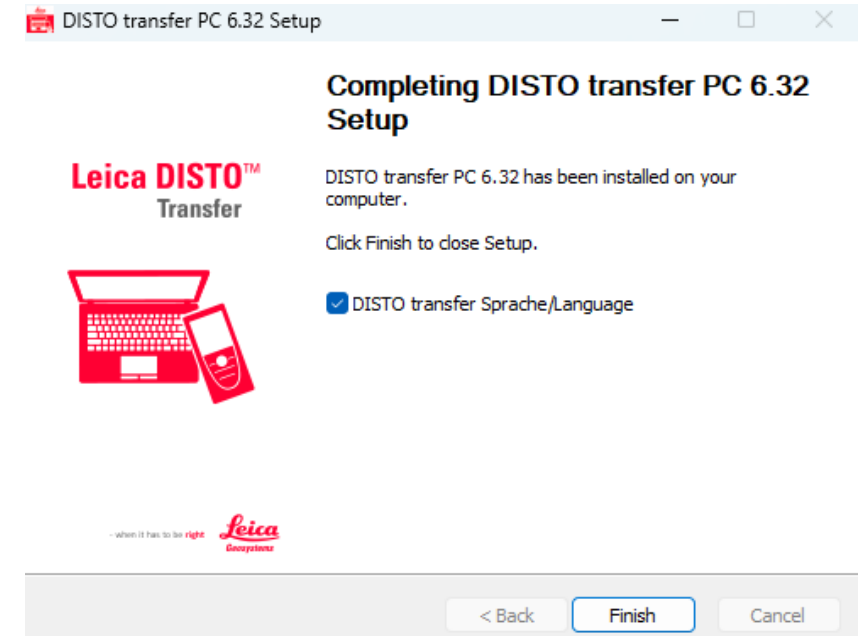 DISTO transfer PC 6.32 Setup
Completing DISTO transfer PC 6.32
Setup
Leica DISTO™
Transfer
DISTO transfer PC 6.32 has been installed on your
computer.
Click Finish to close Setup.
DISTO transfer Sprache/Language
- when it has to be right
Leica
Geosystems
< Back
Finish
Cancel